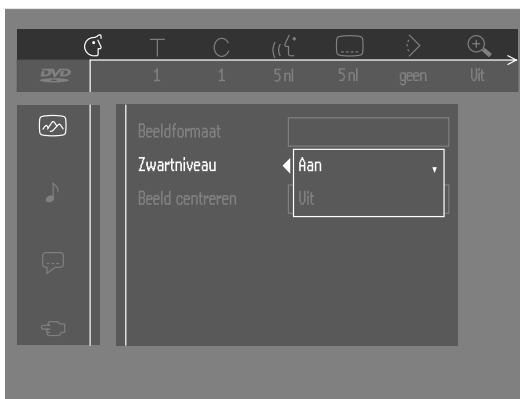 T C
DVD 1 1 5 nl 5 nl geen Uit
Beeldformaat
Zwartniveau Aan
Beeld centreren Uit